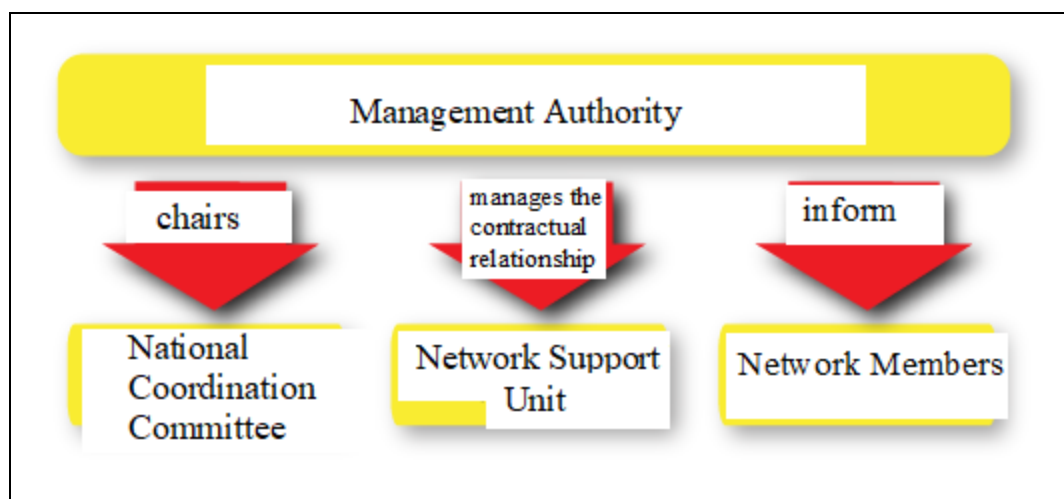 Management Authority
chairs
manages the
contractual
relationship
inform
National
Coordination
Committee
Network Support
Unit
Network Members